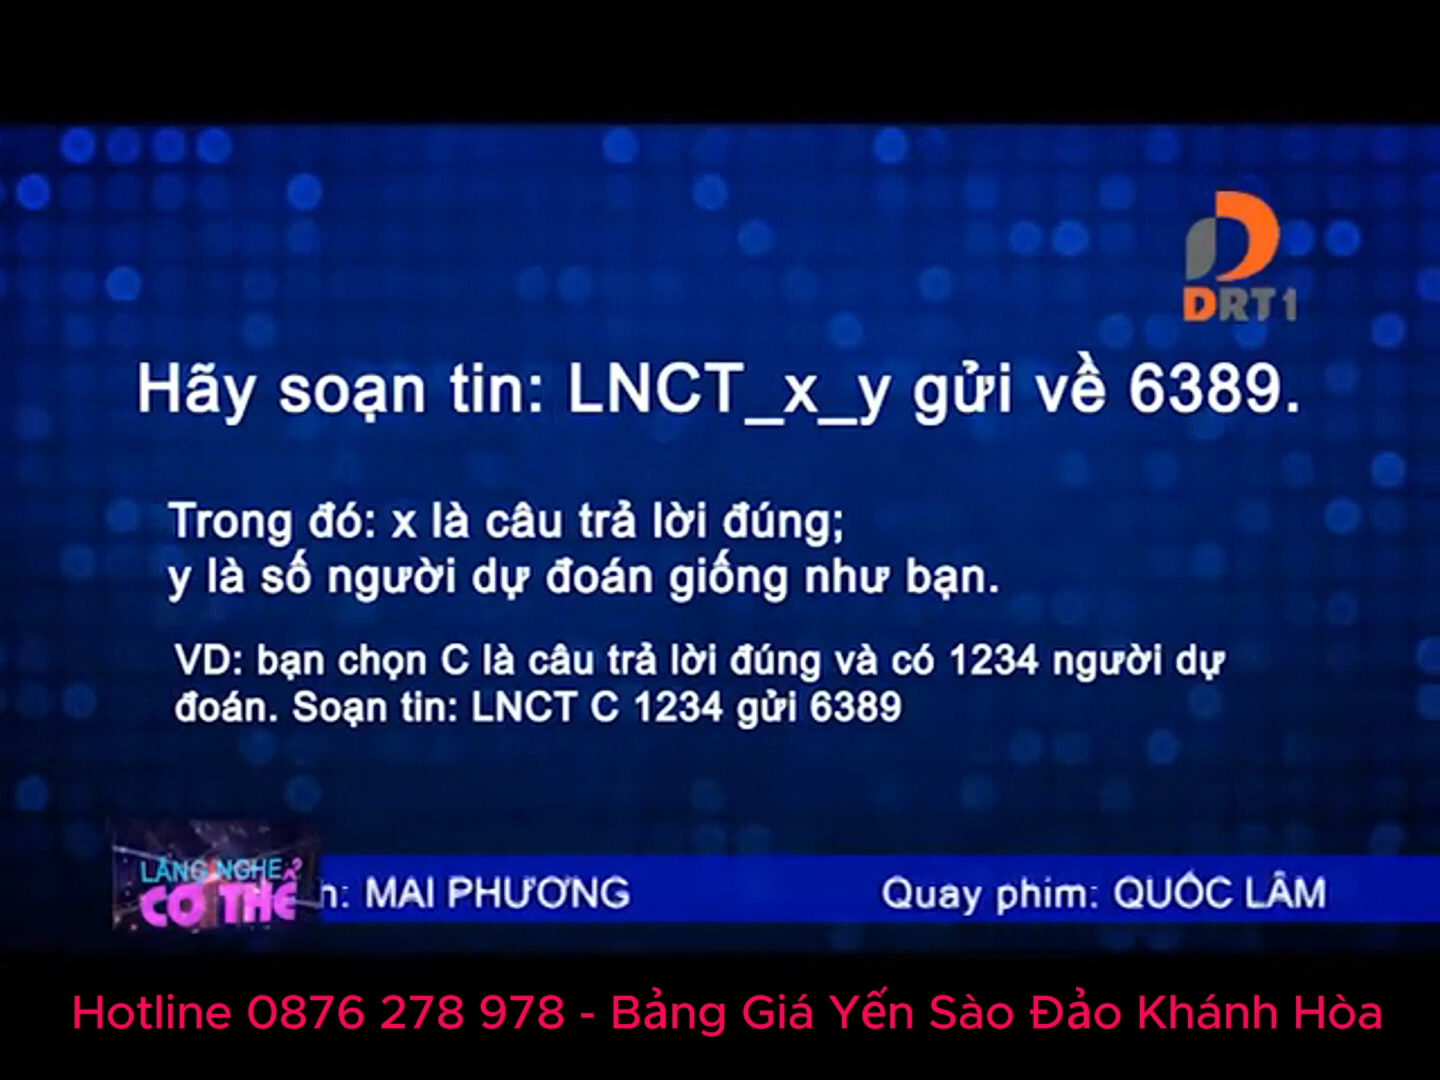 DRT1
Hãy soạn tin: LNCT_x_y gửi về 6389.
Trong đó: x là câu trả lời đúng;
y là số người dự đoán giống như bạn.
VD: bạn chọn C là câu trả lời đúng và có 1234 người dự
đoán. Soạn tin: LNCT C 1234 gửi 6389
LẮNG NGHE
CƠ THỂ
MAI PHƯƠNG Quay phim: QUỐC LÂM
Hotline 0876 278 978 - Bảng Giá Yến Sào Đảo Khánh Hòa